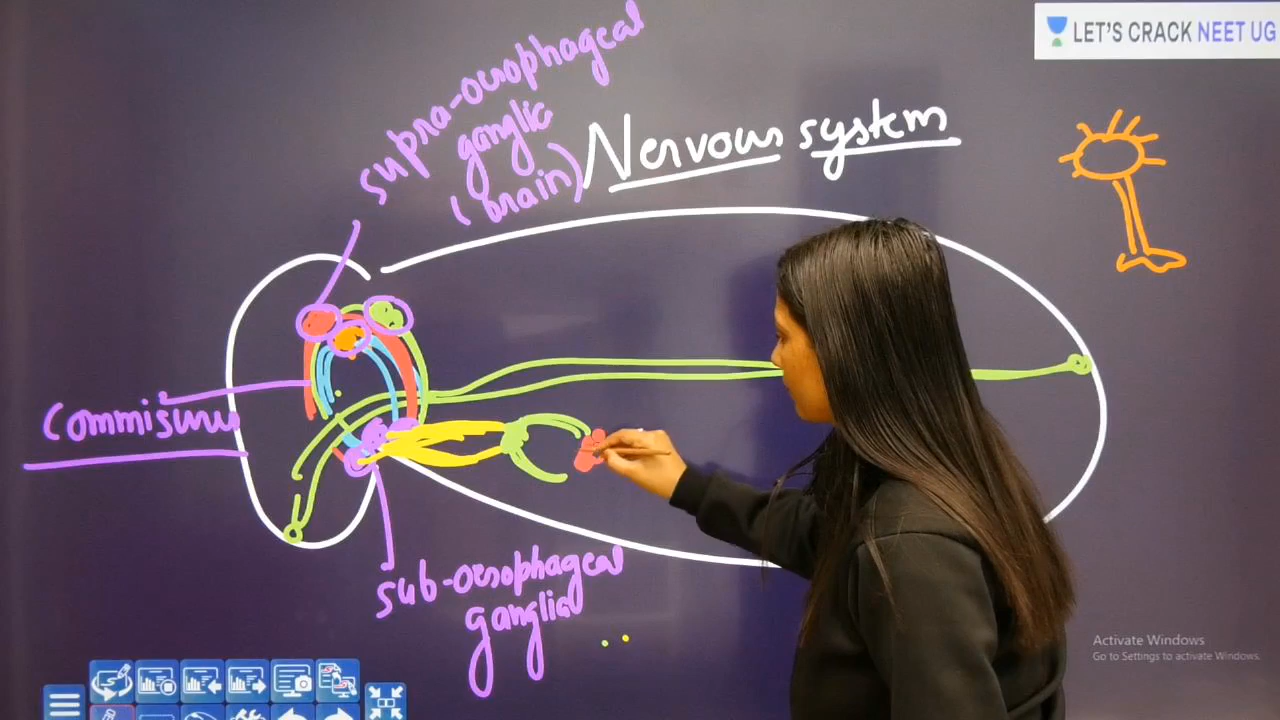 LET'S CRACK NEET UG
supra-oesophageal
ganglia
(brain)
Nervous system
Commisures
sub-oesophageal
ganglia
Activate Windows
Go to Settings to activate Windows.